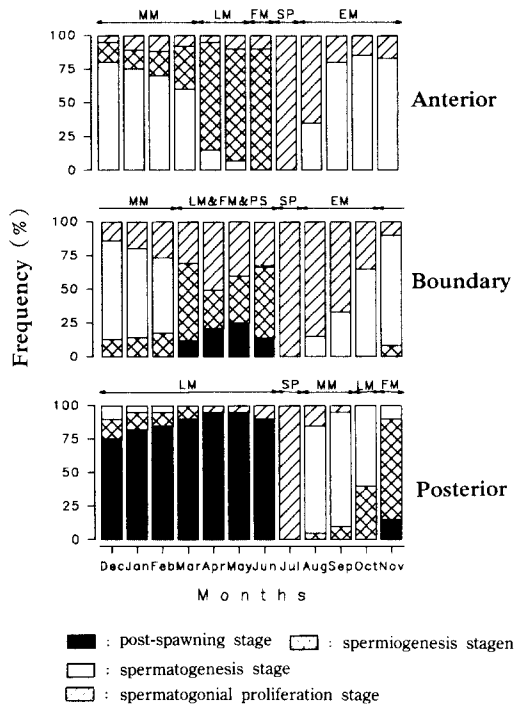 MM LM FM SP EM
100
75
50
25
0
Anterior
MM LM&FM&PS SP EM
100
75
50
25
0
Boundary
Frequency (%)
LM SP MM LM FM
100
75
50
25
0
Posterior
Dec Jan Feb Mar Apr May Jun Jul Aug Sep Oct Nov
Months
: post-spawning stage : spermiogenesis stagen
: spermatogenesis stage
: spermatogonial proliferation stage